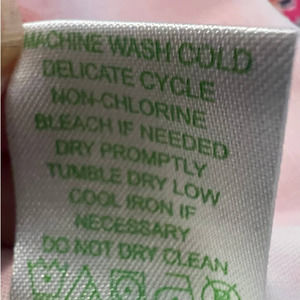 MACHINE WASH COLD
DELICATE CYCLE
NON-CHLORINE
BLEACH IF NEEDED
DRY PROMPTLY
TUMBLE DRY LOW
COOL IRON IF
NECESSARY
DO NOT DRY CLEAN